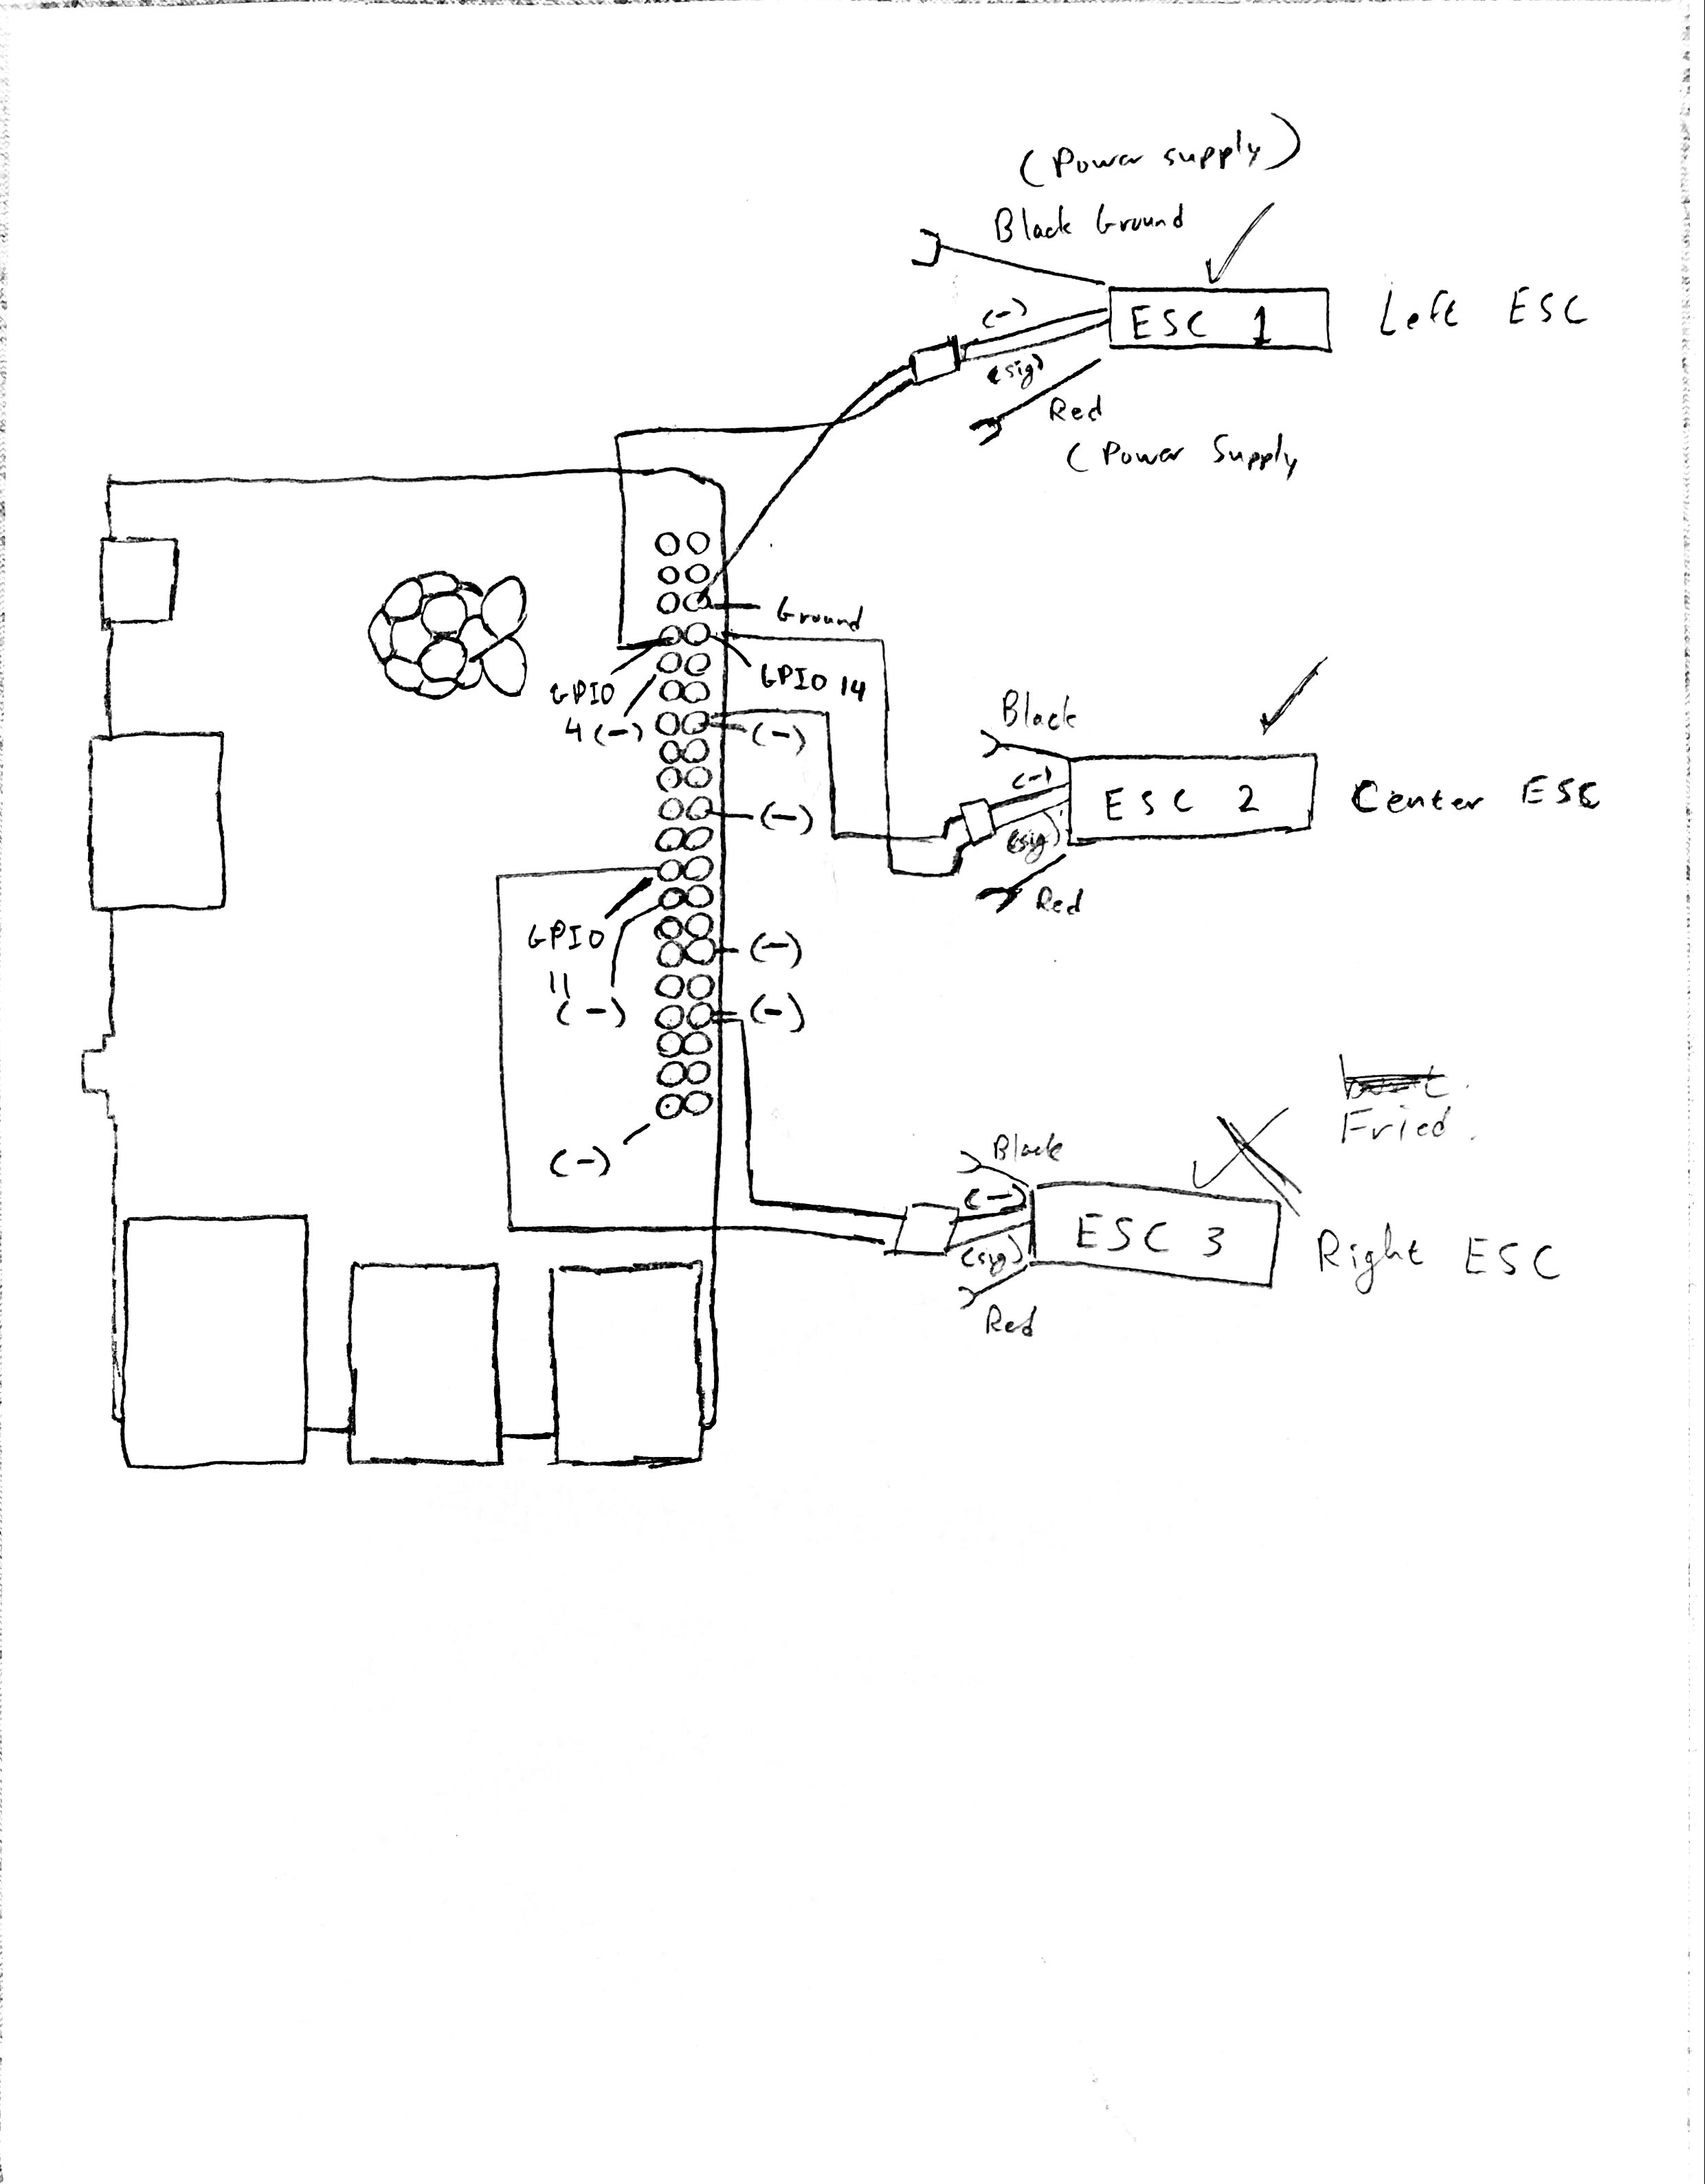 (Power supply)
Black Ground
(-)
ESC 1
Left ESC
(sig)
Red
(Power Supply
Ground
GPIO
4 (-)
GPIO 14
(-)
(-)
Black
(-)
ESC 2
Center ESC
(sig)
Red
GPIO
11
(-)
(-)
(-)
(-)
Fried.
Black
(-)
ESC 3
Right ESC
(sig)
Red